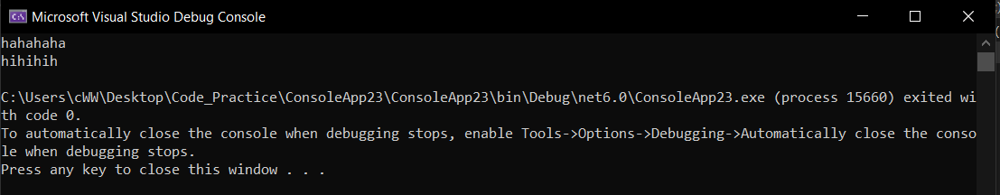 Microsoft Visual Studio Debug Console
hahahaha
hihihih
C:\Users\cWW\Desktop\Code_Practice\ConsoleApp23\ConsoleApp23\bin\Debug\net6.0\ConsoleApp23.exe (process 15660) exited wi
th code 0.
To automatically close the console when debugging stops, enable Tools->Options->Debugging->Automatically close the conso
le when debugging stops.
Press any key to close this window . . .